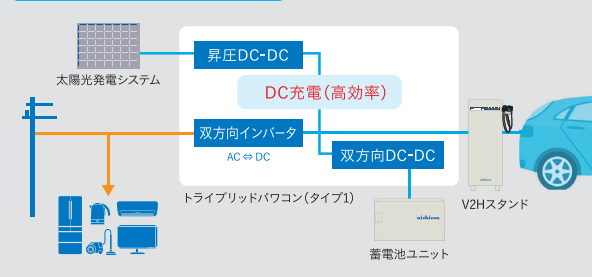 昇圧DC-DC
太陽光発電システム
DC充電(高効率)
双方向インバータ
AC⇔DC
双方向DC-DC
トライブリッドパワコン(タイプ1)
nichicon
nichicon
V2Hスタンド
蓄電池ユニット